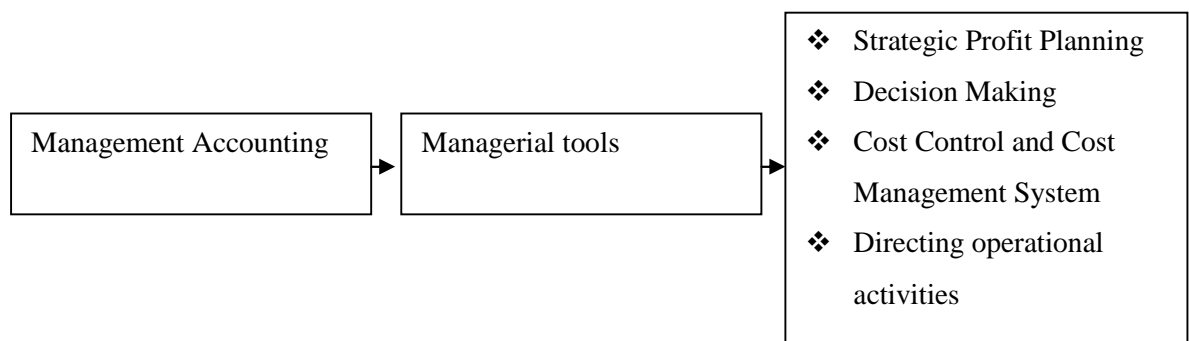 Management Accounting
Managerial tools
❖ Strategic Profit Planning
❖ Decision Making
❖ Cost Control and Cost
Management System
❖ Directing operational
activities